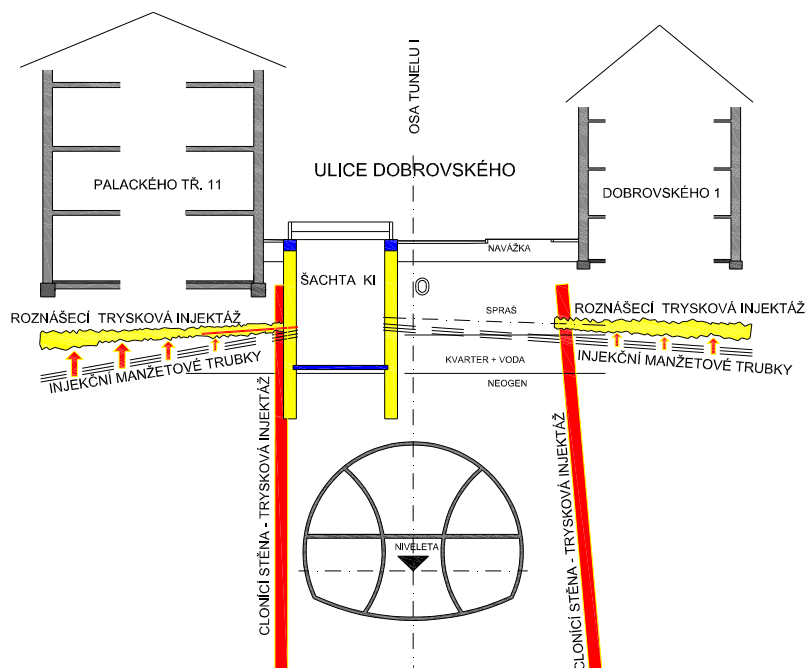 OSA TUNELU I
ULICE DOBROVSKÉHO
PALACKÉHO TŘ. 11
DOBROVSKÉHO 1
NAVÁŽKA
ŠACHTA KI
SPRAŠ
ROZNÁŠECÍ TRYSKOVÁ INJEKTÁŽ
ROZNÁŠECÍ TRYSKOVÁ INJEKTÁŽ
INJEKČNÍ MANŽETOVÉ TRUBKY
INJEKČNÍ MANŽETOVÉ TRUBKY
KVARTER + VODA
NEOGEN
CLONÍCÍ STĚNA - TRYSKOVÁ INJEKTÁŽ
CLONÍCÍ STĚNA - TRYSKOVÁ INJEKTÁŽ
NIVELETA